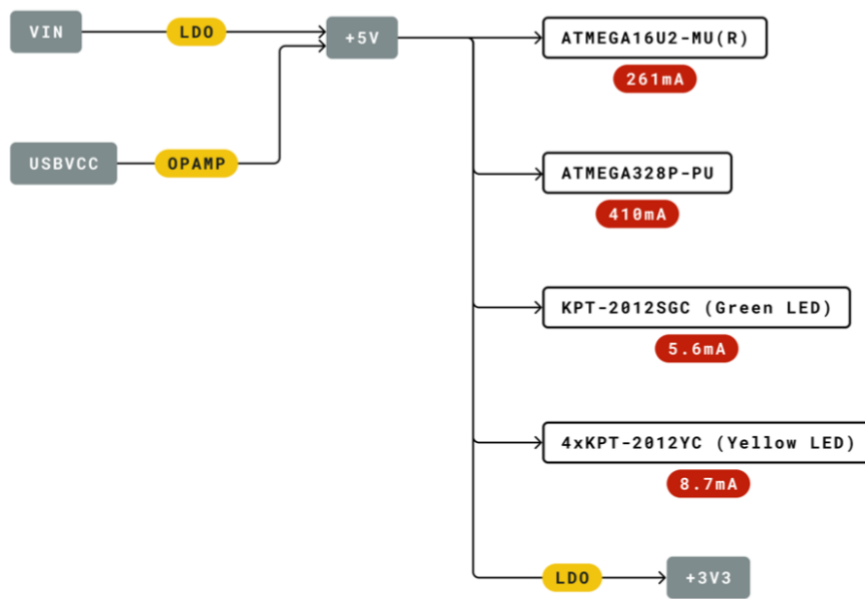 VIN
LDO
+5V
ATMEGA16U2-MU(R)
261mA
USBVCC
OPAMP
ATMEGA328P-PU
410mA
KPT-2012SGC (Green LED)
5.6mA
4xKPT-2012YC (Yellow LED)
8.7mA
LDO
+3V3